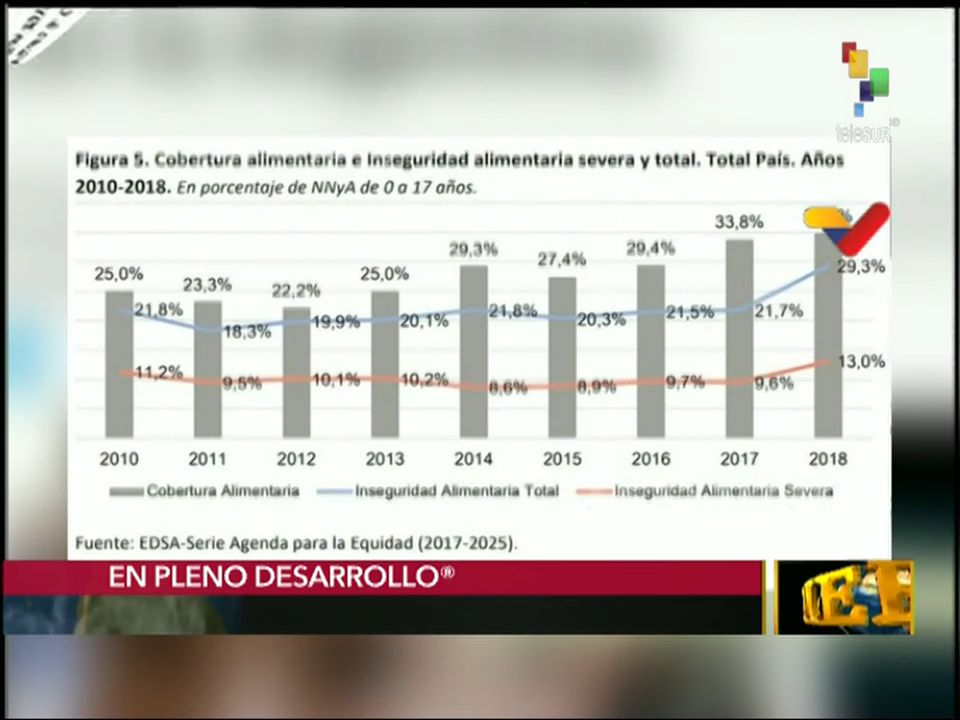 teleSUR HD
Figura 5. Cobertura alimentaria e Inseguridad alimentaria severa y total. Total País. Años
2010-2018. En porcentaje de NNyA de 0 a 17 años.
25,0% 23,3% 22,2% 25,0% 29,3% 27,4% 29,4% 33,8% %
21,8% 18,3% 19,9% 20,1% 21,8% 20,3% 21,5% 21,7% 29,3%
11,2% 9,5% 10,1% 10,2% 8,6% 8,9% 9,7% 9,6% 13,0%
2010 2011 2012 2013 2014 2015 2016 2017 2018
Cobertura Alimentaria Inseguridad Alimentaria Total Inseguridad Alimentaria Severa
Fuente: EDSA-Serie Agenda para la Equidad (2017-2025).
EN PLENO DESARROLLO®